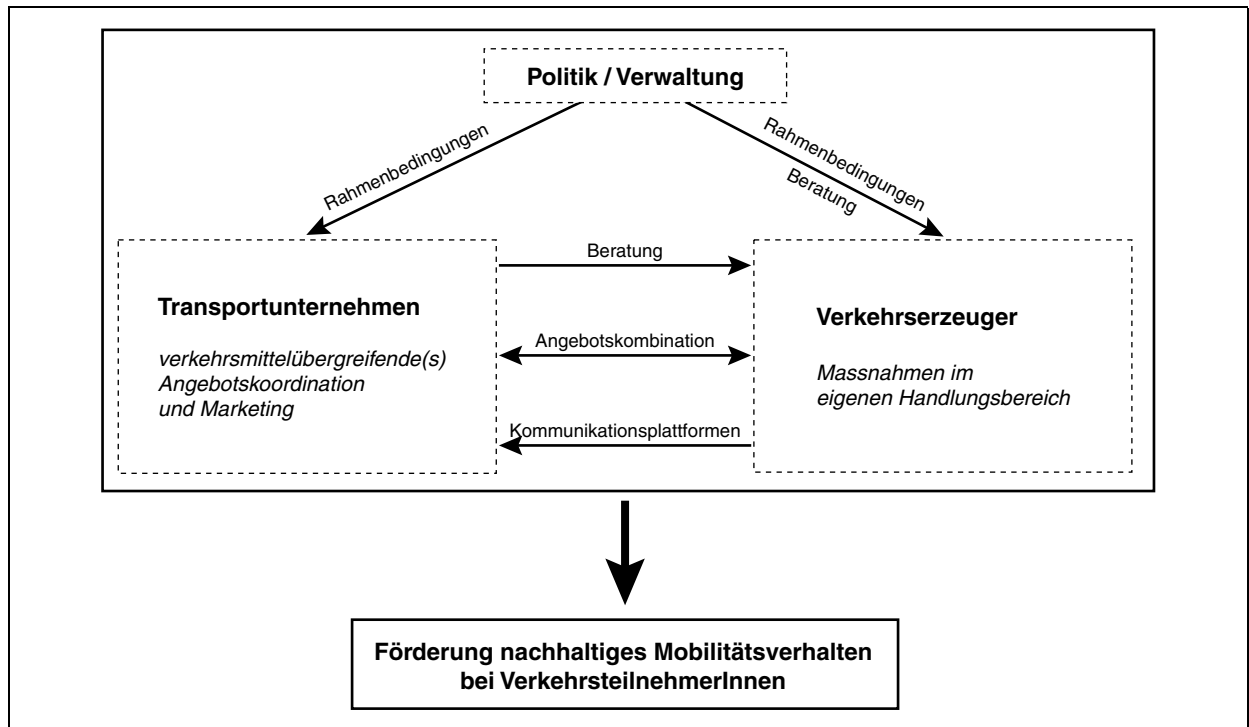 Politik / Verwaltung
Rahmenbedingungen
Rahmenbedingungen
Beratung
Transportunternehmen
verkehrsmittelübergreifende(s)
Angebotskoordination
und Marketing
Beratung
Angebotskombination
Kommunikationsplattformen
Verkehrserzeuger
Massnahmen im
eigenen Handlungsbereich
Förderung nachhaltiges Mobilitätsverhalten
bei VerkehrsteilnehmerInnen